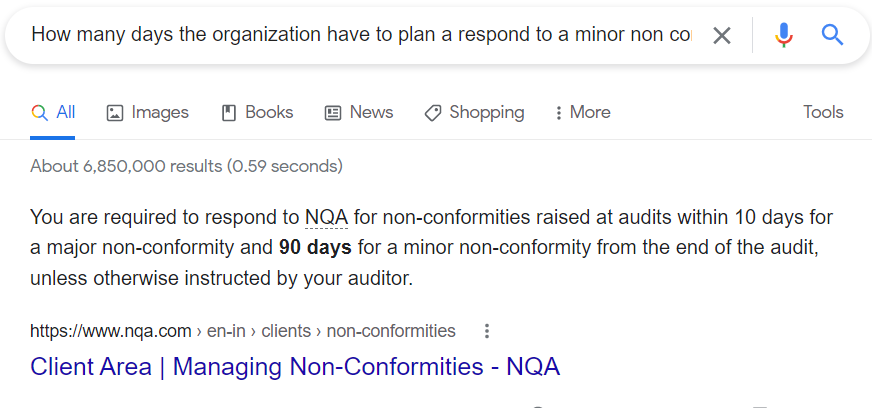 How many days the organization have to plan a respond to a minor non co
All Images Books News Shopping More Tools
About 6,850,000 results (0.59 seconds)
You are required to respond to NQA for non-conformities raised at audits within 10 days for
a major non-conformity and 90 days for a minor non-conformity from the end of the audit,
unless otherwise instructed by your auditor.
https://www.nqa.com › en-in › clients › non-conformities
Client Area | Managing Non-Conformities - NQA